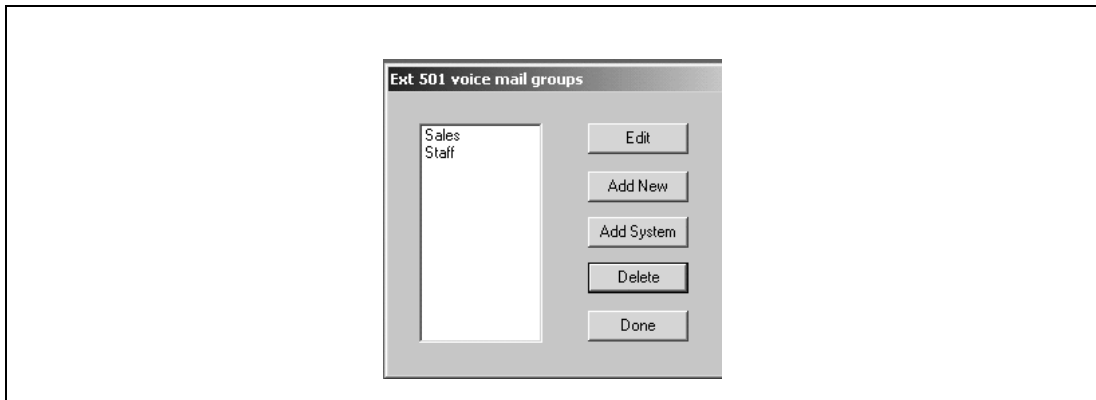 Ext 501 voice mail groups
Sales
Staff
Edit
Add New
Add System
Delete
Done